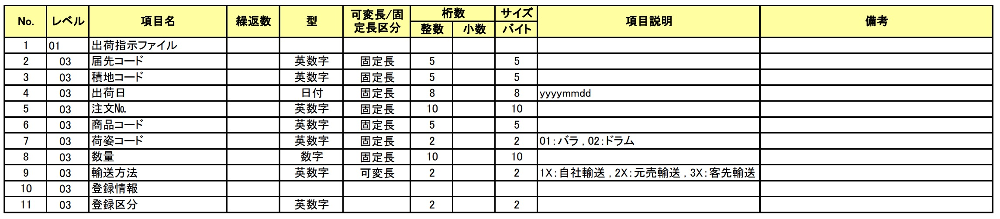 No. レベル 項目名 繰返数 型 可変長/固定長区分 桁数 サイズ 項目説明 備考
整数 小数 バイト
1 01 出荷指示ファイル
2 03 届先コード 英数字 固定長 5 5
3 03 積地コード 英数字 固定長 5 5
4 03 出荷日 日付 固定長 8 8 yyyymmdd
5 03 注文№. 英数字 固定長 10 10
6 03 商品コード 英数字 固定長 5 5
7 03 荷姿コード 英数字 固定長 2 2 01:バラ , 02:ドラム
8 03 数量 数字 固定長 10 10
9 03 輸送方法 英数字 可変長 2 2 1X:自社輸送 , 2X:元売輸送 , 3X:客先輸送
10 03 登録情報
11 03 登録区分 英数字 2 2